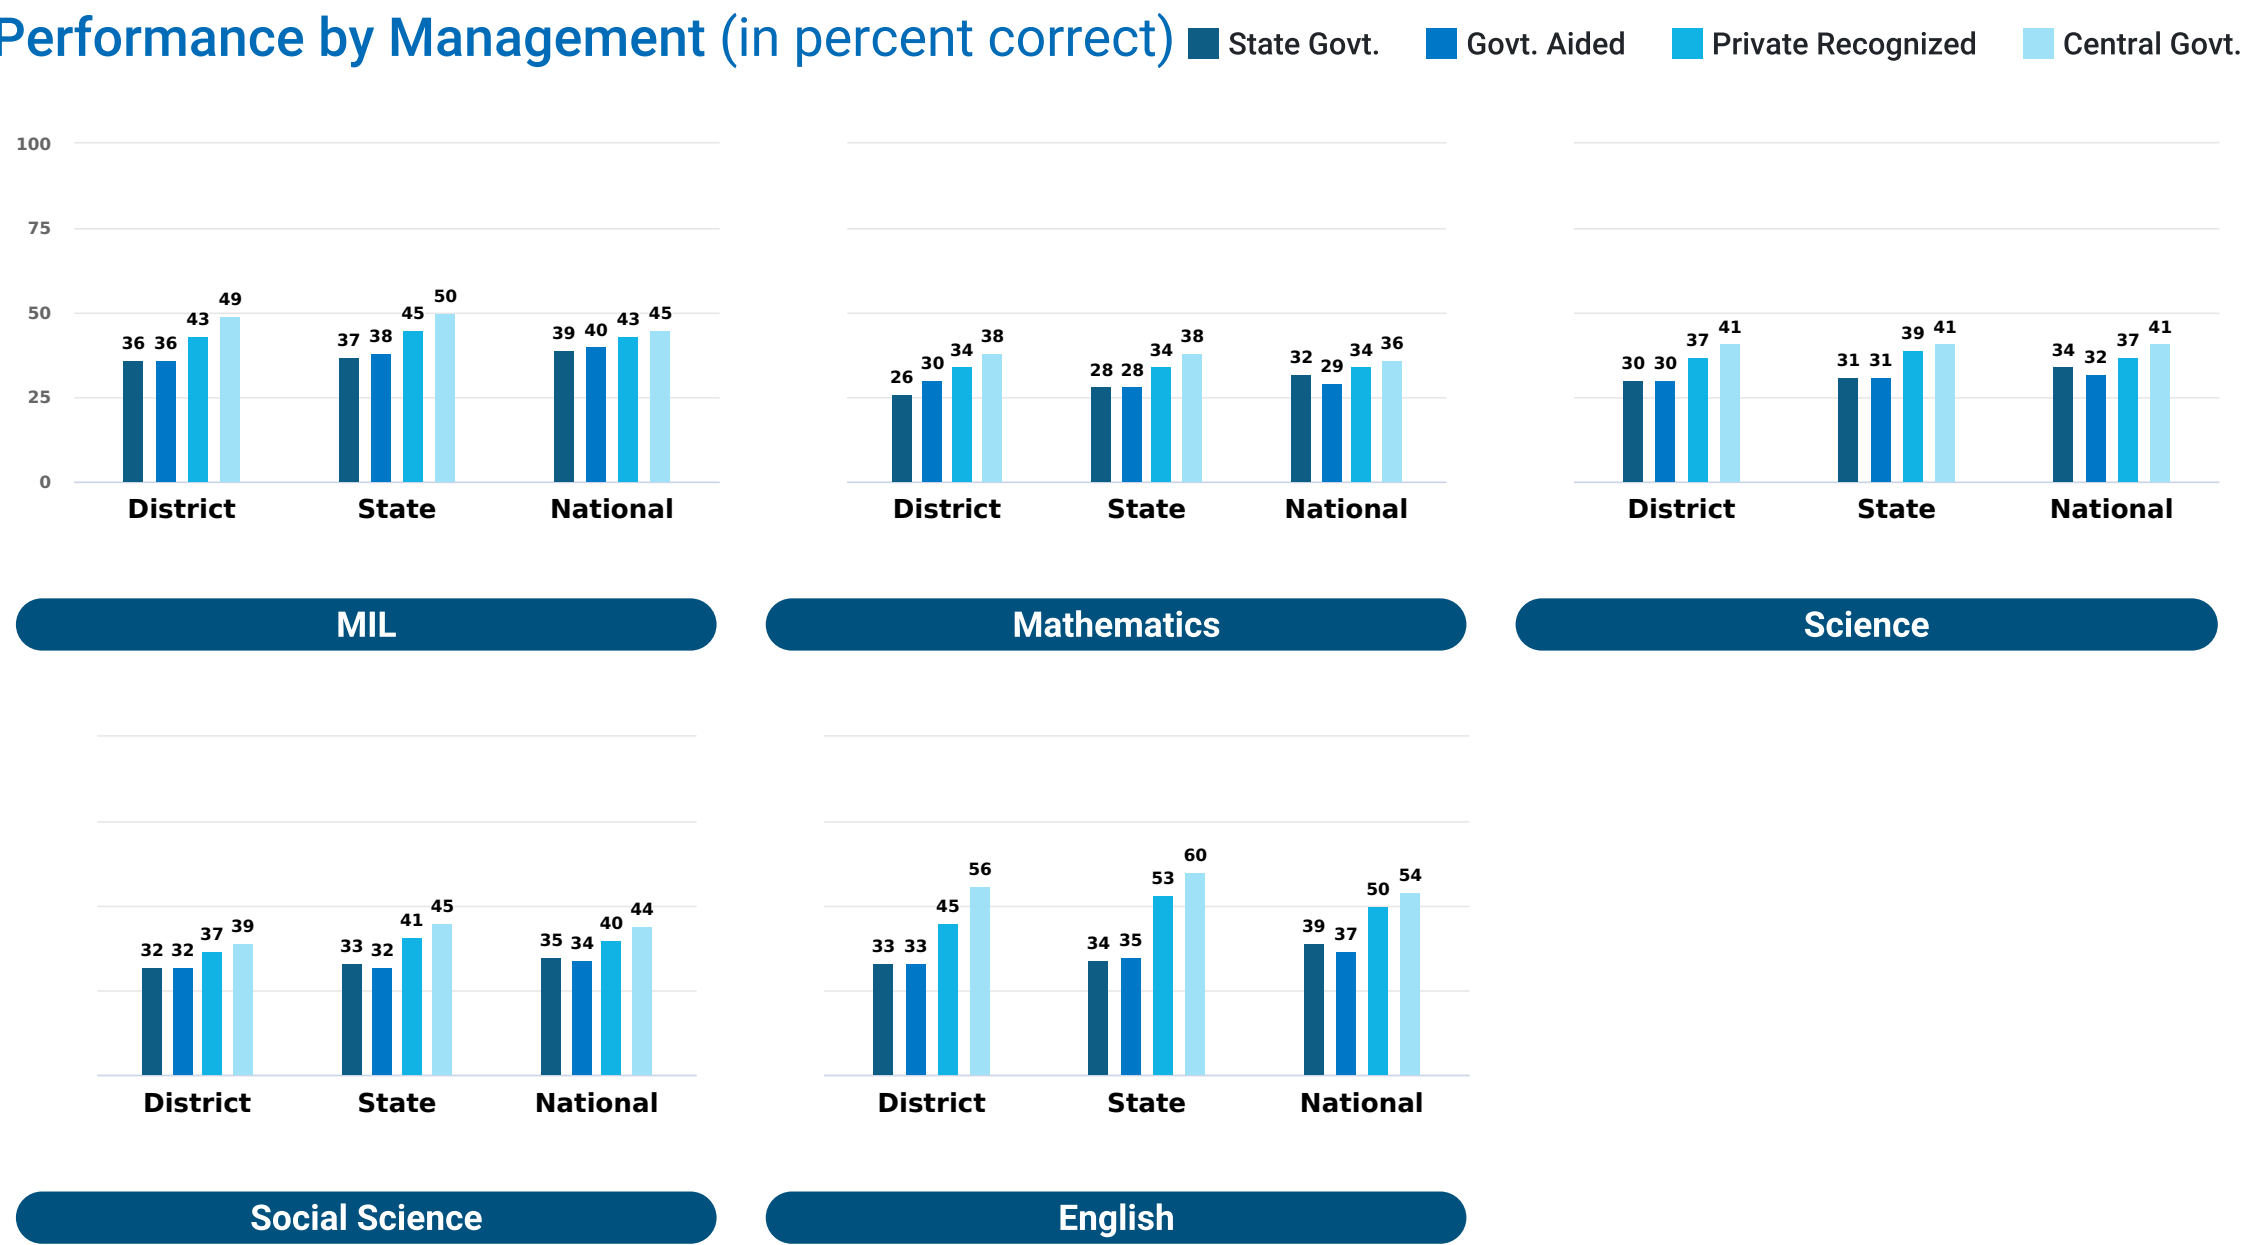 Performance by Management (in percent correct)
State Govt. Govt. Aided Private Recognized Central Govt.
100
75
50
25
0
36 36 43 49 37 38 45 50 39 40 43 45
District State National
MIL
26 30 34 38 28 28 34 38 32 29 34 36
District State National
Mathematics
30 30 37 41 31 31 39 41 34 32 37 41
District State National
Science
32 32 37 39 33 32 41 45 35 34 40 44
District State National
Social Science
33 33 45 56 34 35 53 60 39 37 50 54
District State National
English